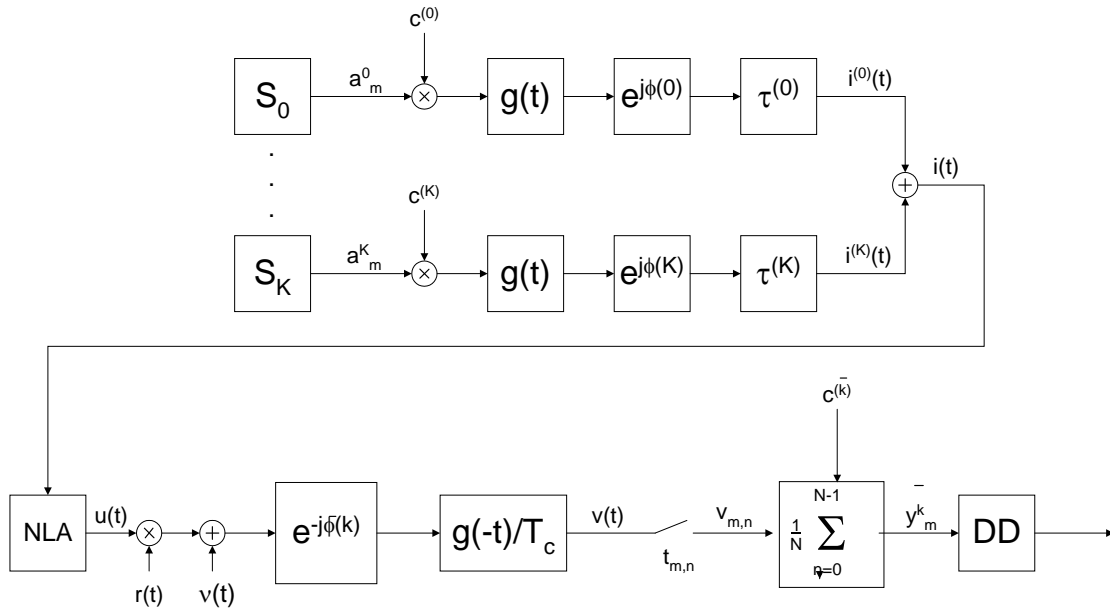 c(0)
S0 a0m × g(t) ejϕ(0) τ(0) i(0)(t)
.
.
.
+ i(t)
c(K)
SK aKm × g(t) ejϕ(K) τ(K) i(K)(t)
c(k̄)
NLA u(t) × + e-jϕ̄(k) g(-t)/Tc v(t) tm,n vm,n 1/N N-1 ∑ n=0 yk̄m DD
r(t) ν(t)